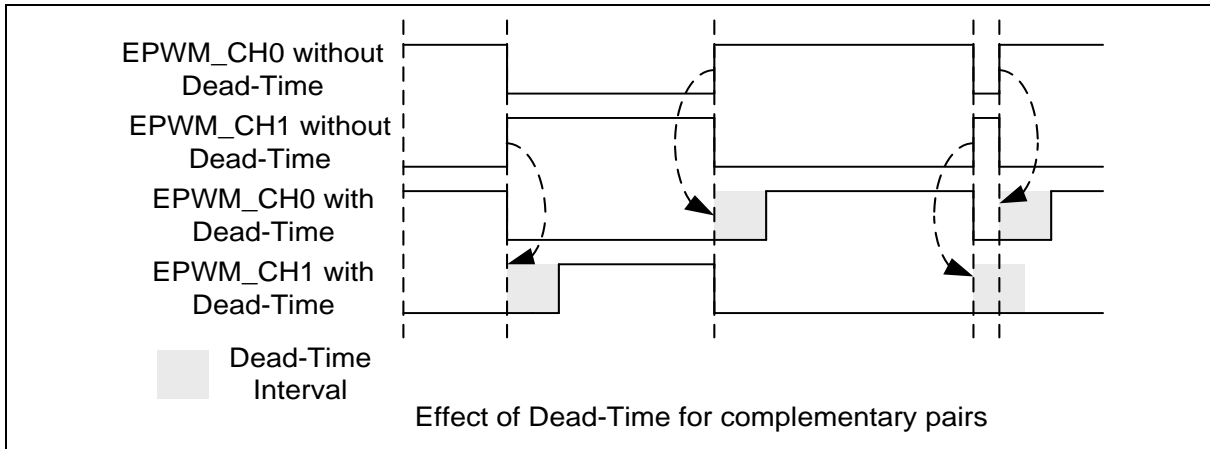 EPWM_CH0 without
Dead-Time
EPWM_CH1 without
Dead-Time
EPWM_CH0 with
Dead-Time
EPWM_CH1 with
Dead-Time
Dead-Time
Interval
Effect of Dead-Time for complementary pairs